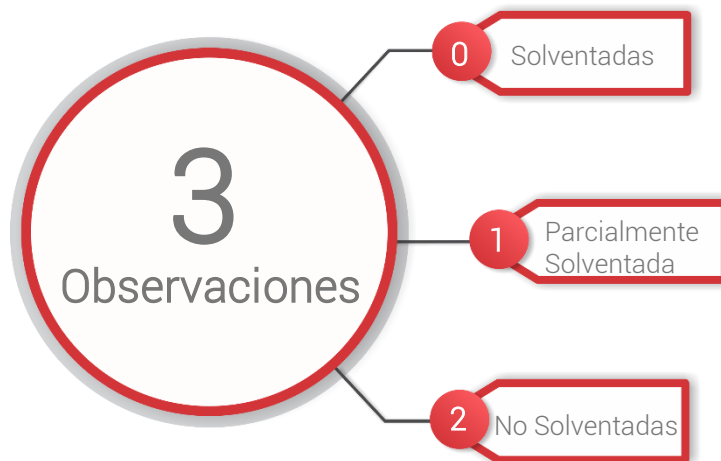 3
Observaciones
0
Solventadas
1
Parcialmente
Solventada
2
No Solventadas